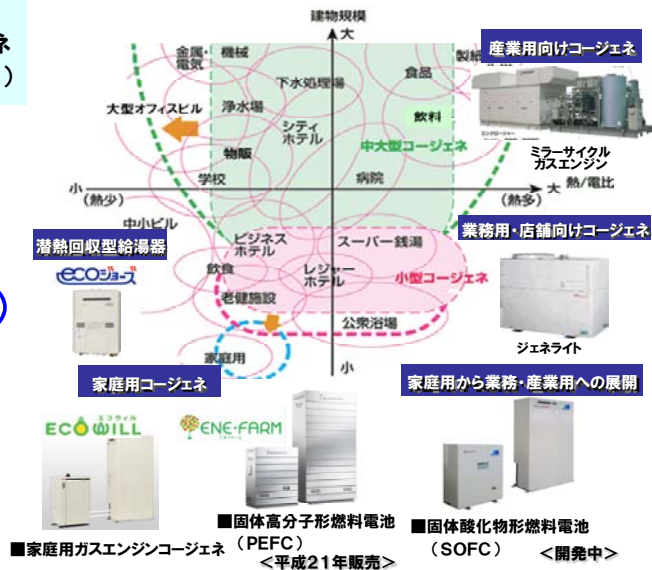 ネ
)
建物規模
大
金属・
電気
機械
製紙
食品
下水処理場
産業用向けコージェネ
大型オフィスビル
浄水場
シティ
ホテル
飲料
中大型コージェネ
物販
ミラーサイクル
ガスエンジン
学校
病院
小
(熱少)
大 熱/電比
(熱多)
中小ビル
業務用・店舗向けコージェネ
潜熱回収型給湯器
ecoジョーズ
ビジネス
ホテル
スーパー銭湯
飲食
レジャー
ホテル
小型コージェネ
老健施設
公衆浴場
)
ジェネライト
家庭用
小
家庭用コージェネ
家庭用から業務・産業用への展開
エコウィル
ECOWILL
ENE・FARM
■家庭用ガスエンジンコージェネ
■固体高分子形燃料電池
(PEFC)
<平成21年販売>
■固体酸化物形燃料電池
(SOFC)
<開発中>